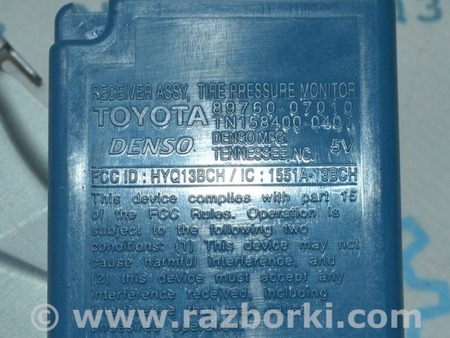 RECEIVER ASSY, TIRE PRESSURE MONITOR
TOYOTA 89760-07010
TN158400-0401
DENSO DENSO MFG. 5V
TENNESSEE INC.
FCC ID : HYQ13BCH / IC : 1551A-13BCH
This device complies with part 15
of the FCC Rules. Operation is
subject to the following two
conditions: (1) This device may not
cause harmful interference, and
(2) this device must accept any
interference received, including
www.razborki.com